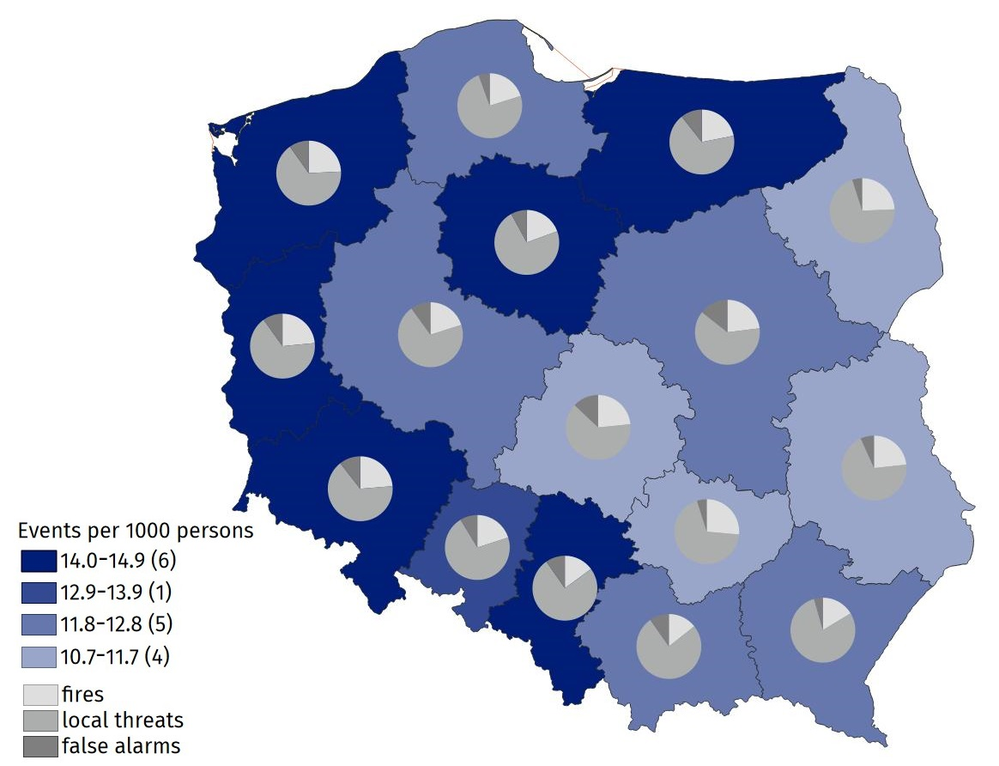 Events per 1000 persons
14.0–14.9 (6)
12.9–13.9 (1)
11.8–12.8 (5)
10.7–11.7 (4)
fires
local threats
false alarms